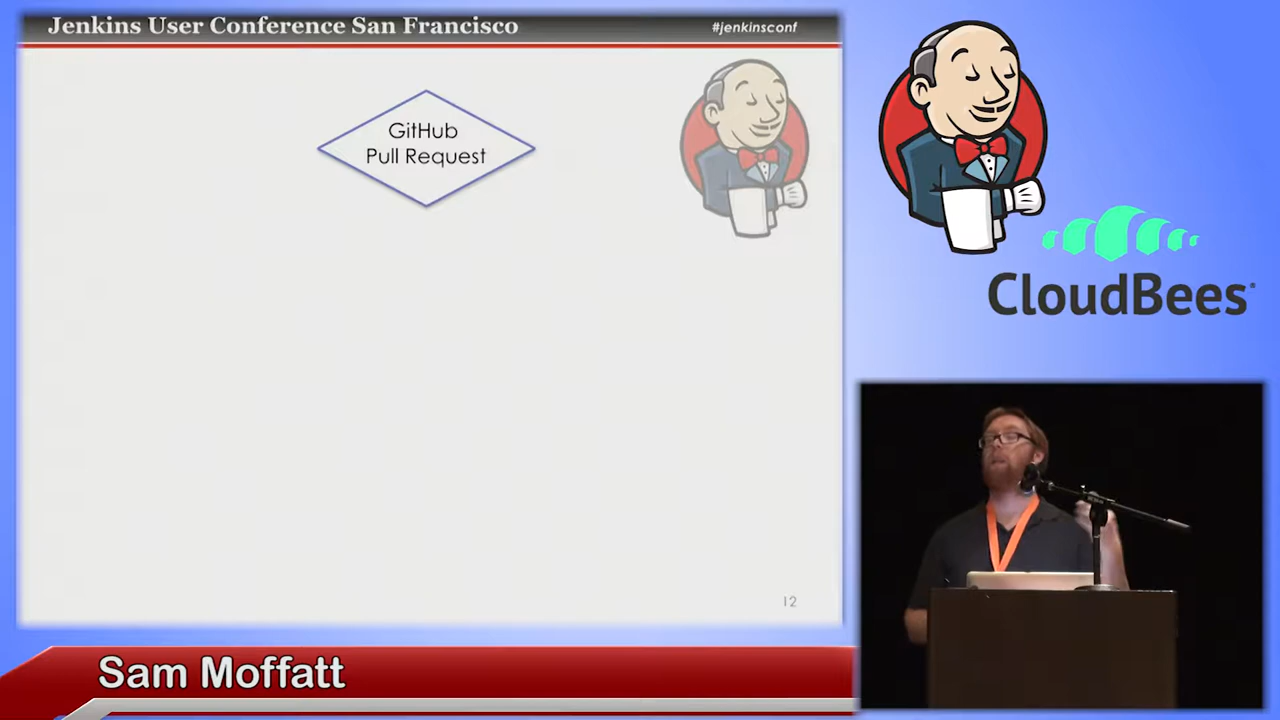 Jenkins User Conference San Francisco
#jenkinsconf
GitHub
Pull Request
CloudBees
12
Sam Moffatt